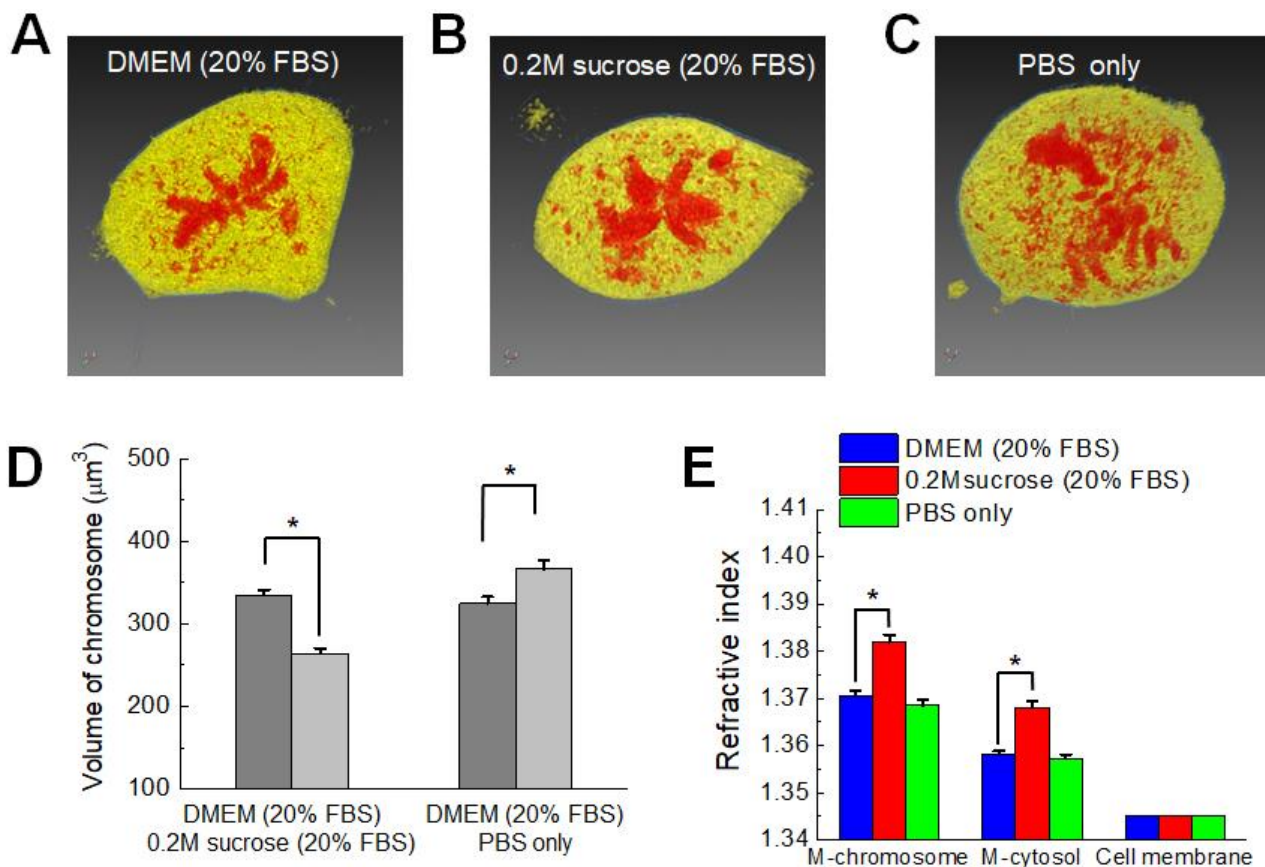 A
DMEM (20% FBS)
B
0.2M sucrose (20% FBS)
C
PBS only
D
Volume of chromosome (μm³)
500
400
300
200
100
*
*
DMEM (20% FBS)
0.2M sucrose (20% FBS)
DMEM (20% FBS)
PBS only
E
DMEM (20% FBS)
0.2Msucrose (20% FBS)
PBS only
Refractive index
1.41
1.40
1.39
1.38
1.37
1.36
1.35
1.34
*
*
M-chromosome
M-cytosol
Cell membrane